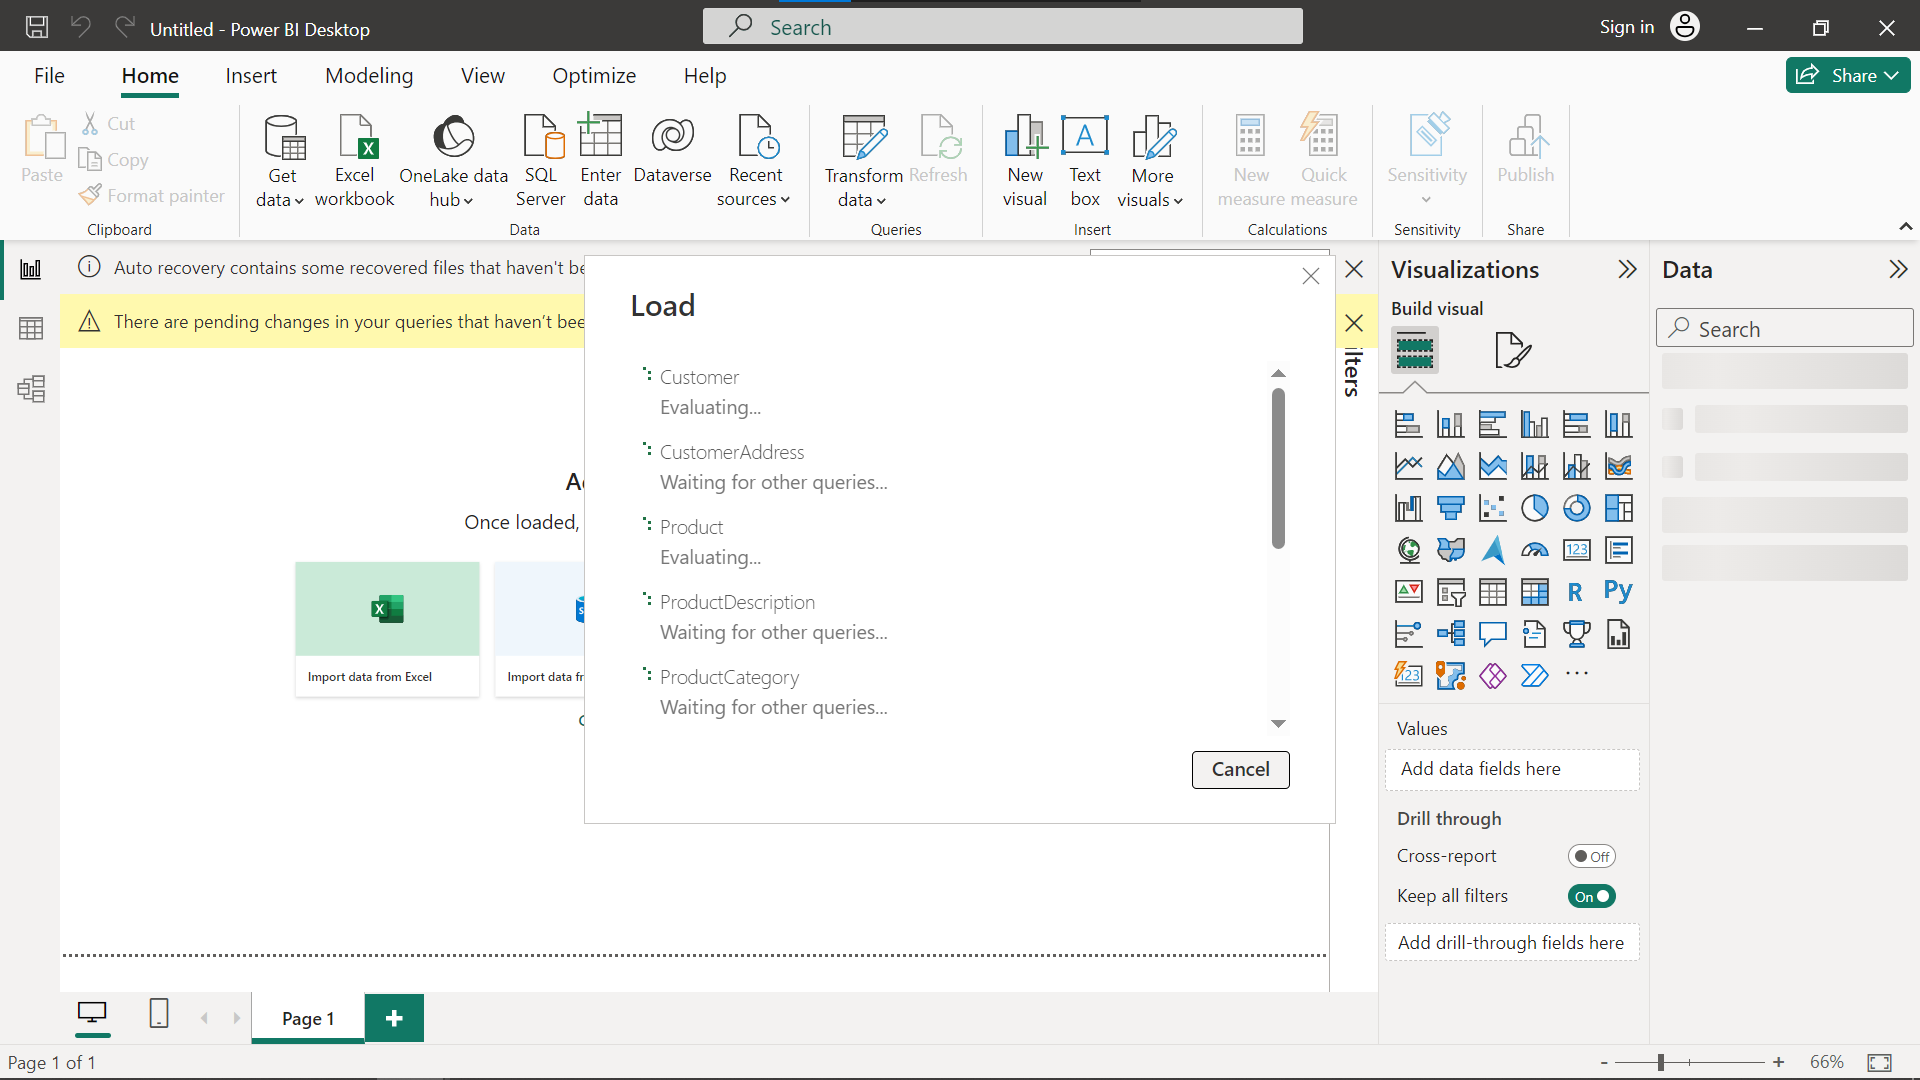 Untitled - Power BI Desktop
Search
Sign in
File
Home
Insert
Modeling
View
Optimize
Help
Share
Paste
Cut
Copy
Format painter
Clipboard
Get
data
Excel
workbook
OneLake data
hub
SQL
Server
Enter
data
Dataverse
Recent
sources
Data
Transform
data
Refresh
Queries
New
visual
Text
box
More
visuals
Insert
New
measure
Quick
measure
Calculations
Sensitivity
Sensitivity
Publish
Share
Auto recovery contains some recovered files that haven't
There are pending changes in your queries that haven't
Once loaded,
Import data from Excel
Import data
Load
Customer
Evaluating...
CustomerAddress
Waiting for other queries...
Product
Evaluating...
ProductDescription
Waiting for other queries...
ProductCategory
Waiting for other queries...
Cancel
Visualizations
Build visual
123
R
Py
123
Values
Add data fields here
Drill through
Cross-report
Off
Keep all filters
On
Add drill-through fields here
Data
Search
Page 1
Page 1 of 1
66%